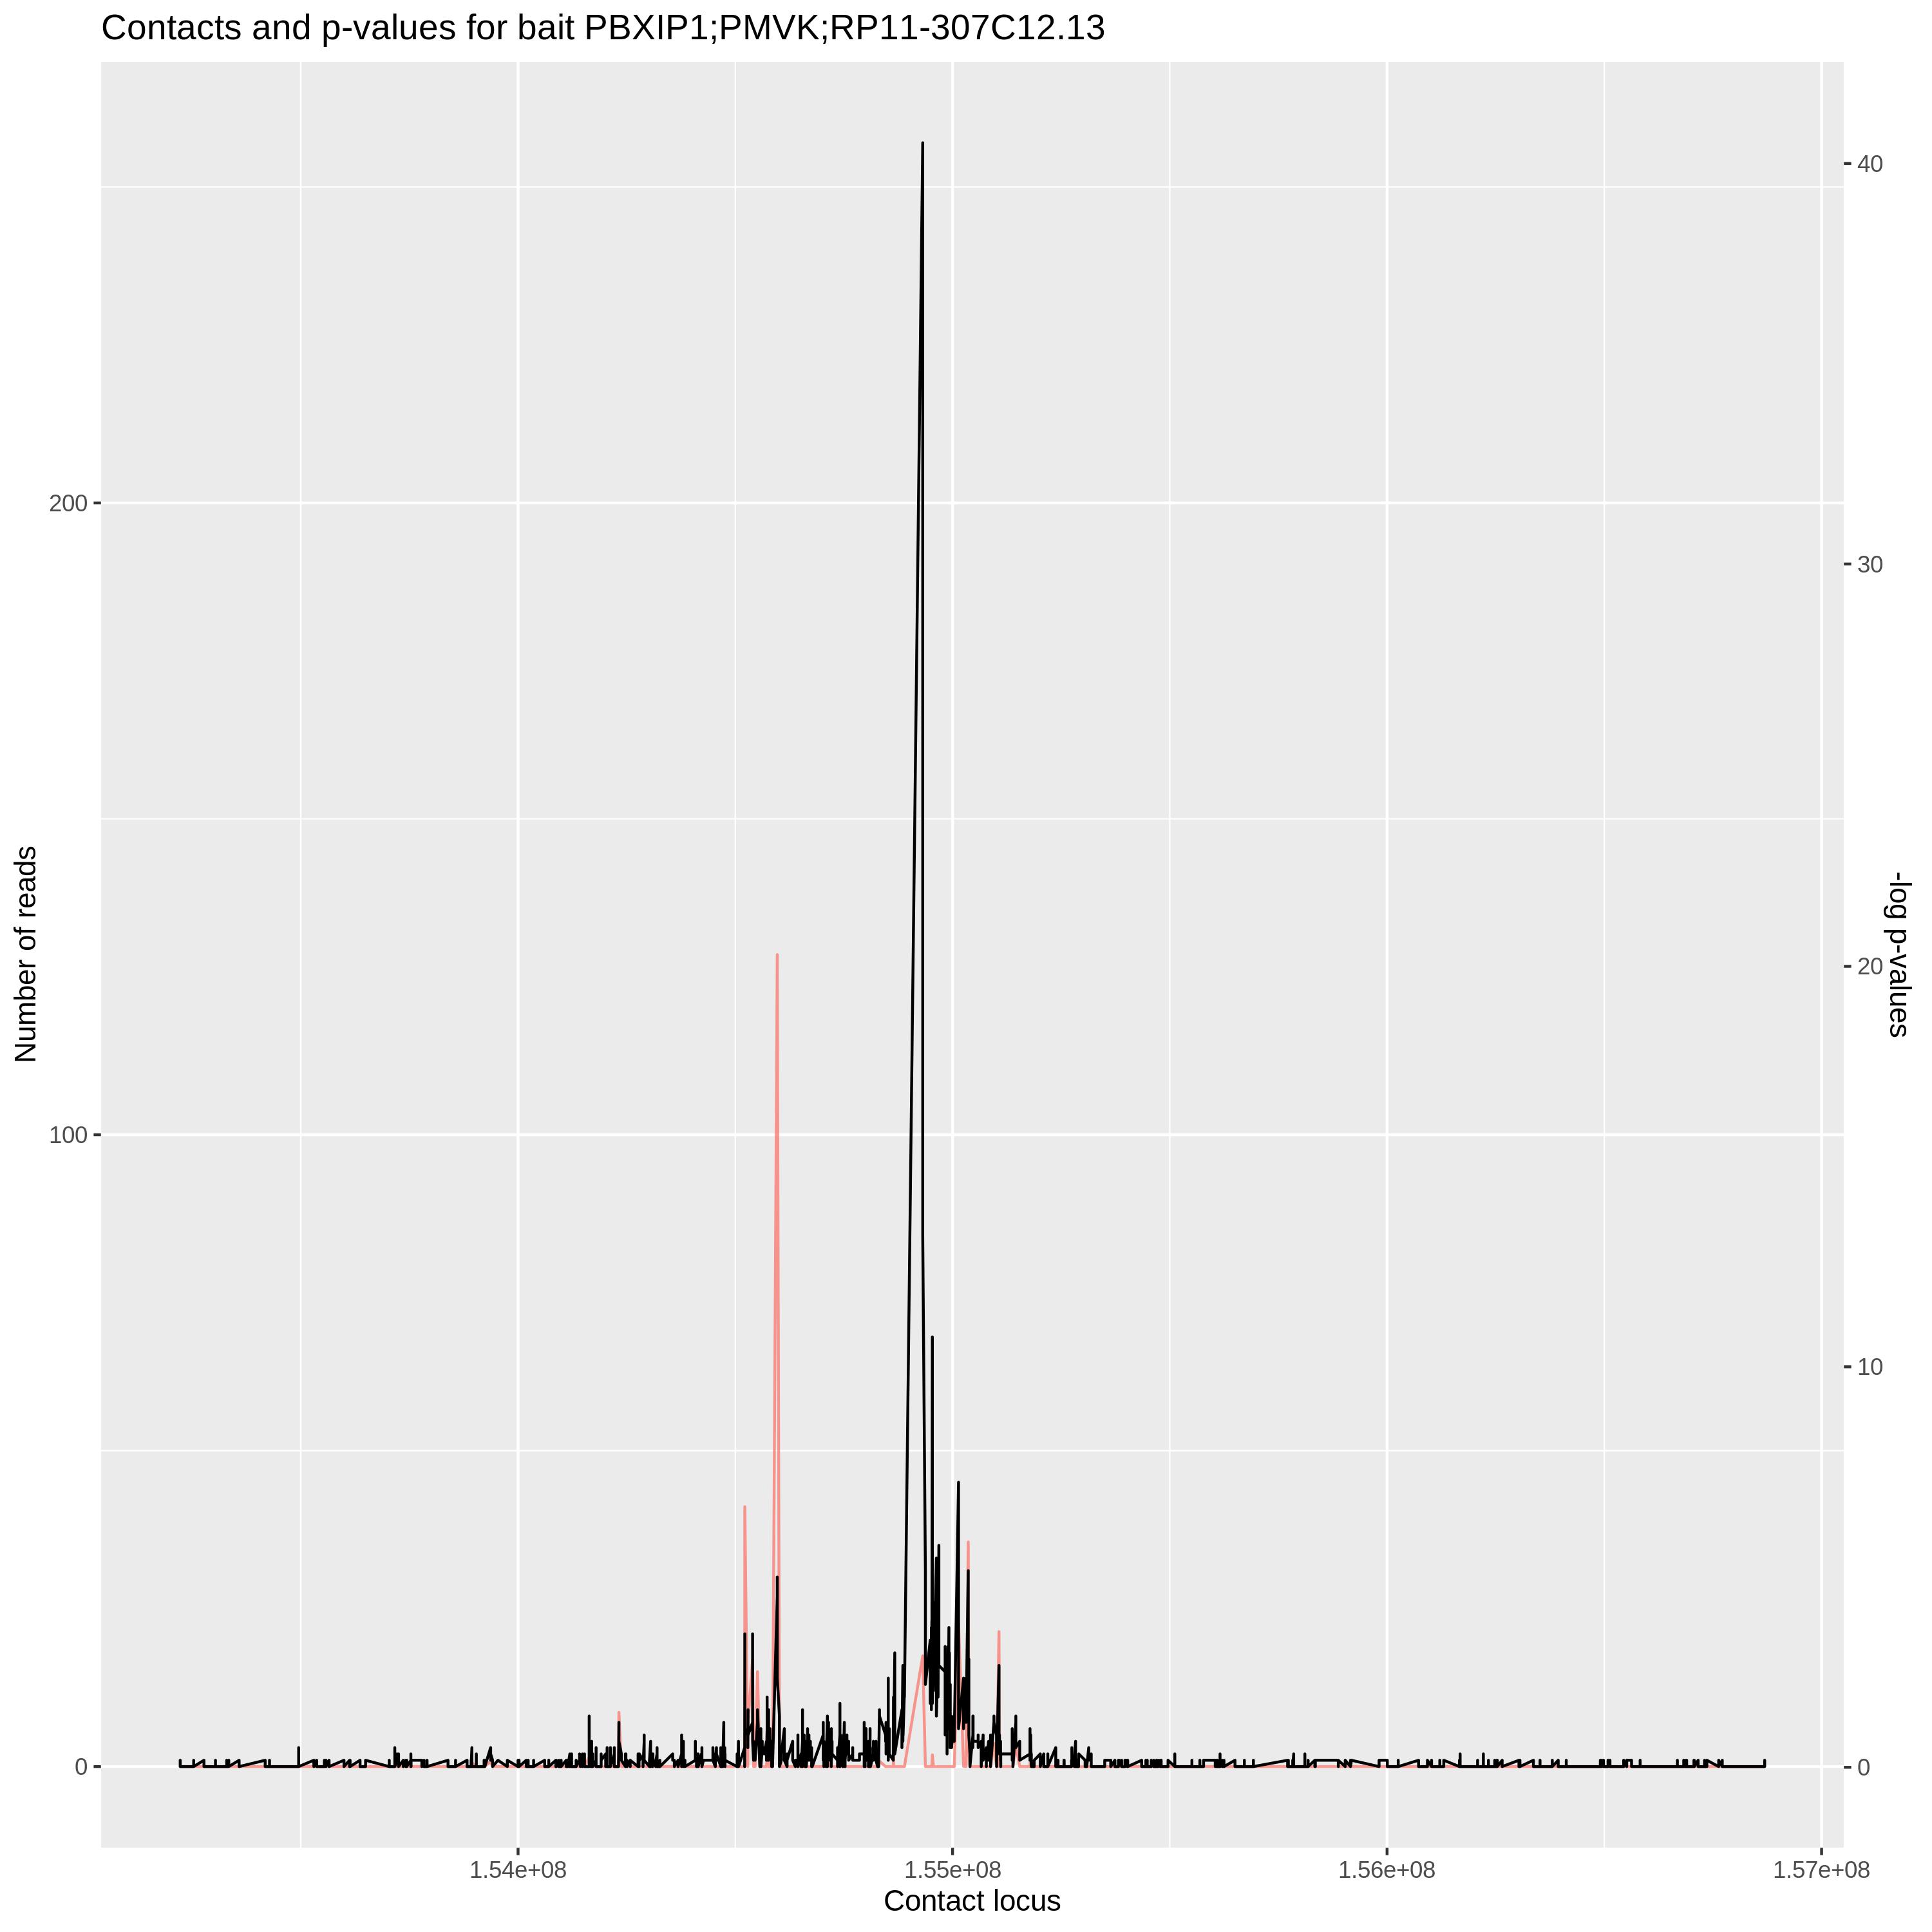 Contacts and p-values for bait PBXIP1;PMVK;RP11-307C12.13
Number of reads
200
100
0
40
30
20
10
0
-log p-values
1.54e+08
1.55e+08
1.56e+08
1.57e+08
Contact locus